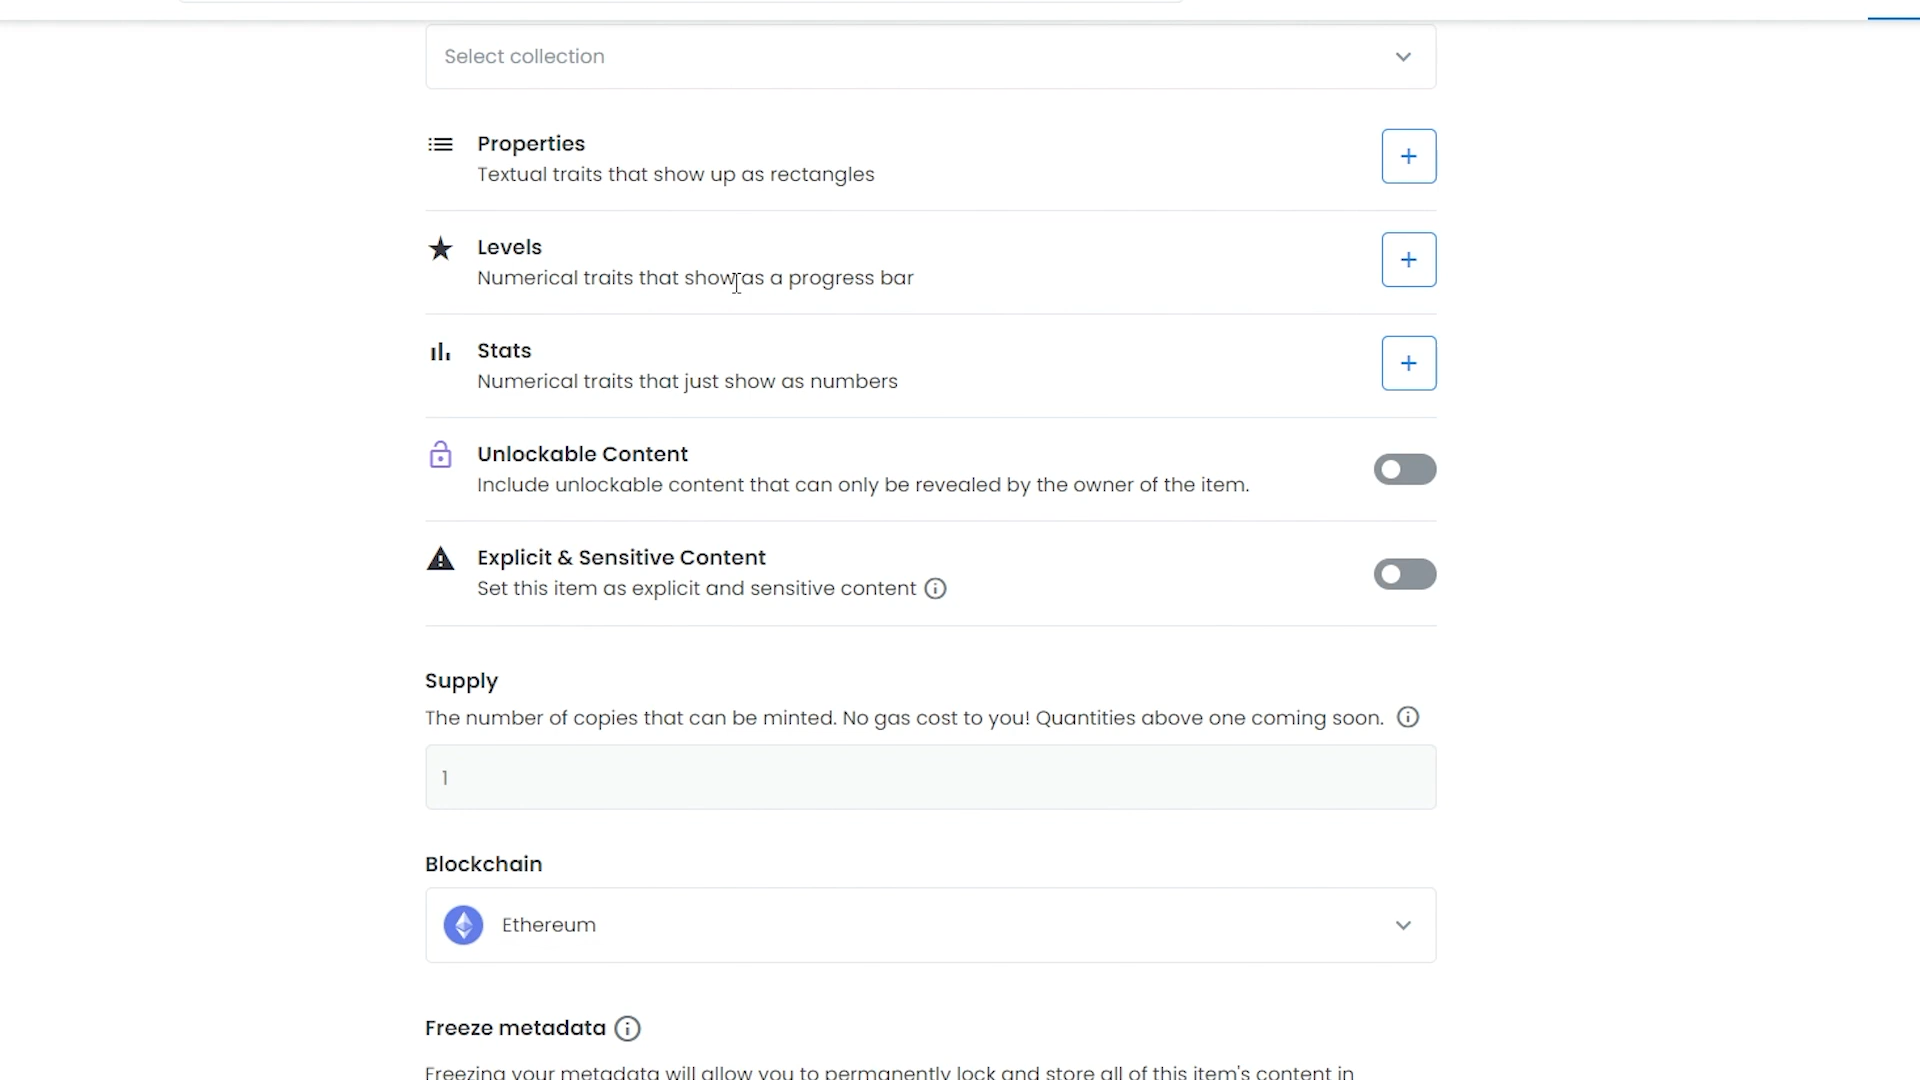 Select collection
Properties
Textual traits that show up as rectangles
Levels
Numerical traits that show as a progress bar
Stats
Numerical traits that just show as numbers
Unlockable Content
Include unlockable content that can only be revealed by the owner of the item.
Explicit & Sensitive Content
Set this item as explicit and sensitive content
Supply
The number of copies that can be minted. No gas cost to you! Quantities above one coming soon.
1
Blockchain
Ethereum
Freeze metadata
Freezing your metadata will allow you to permanently lock and store all of this item's content in